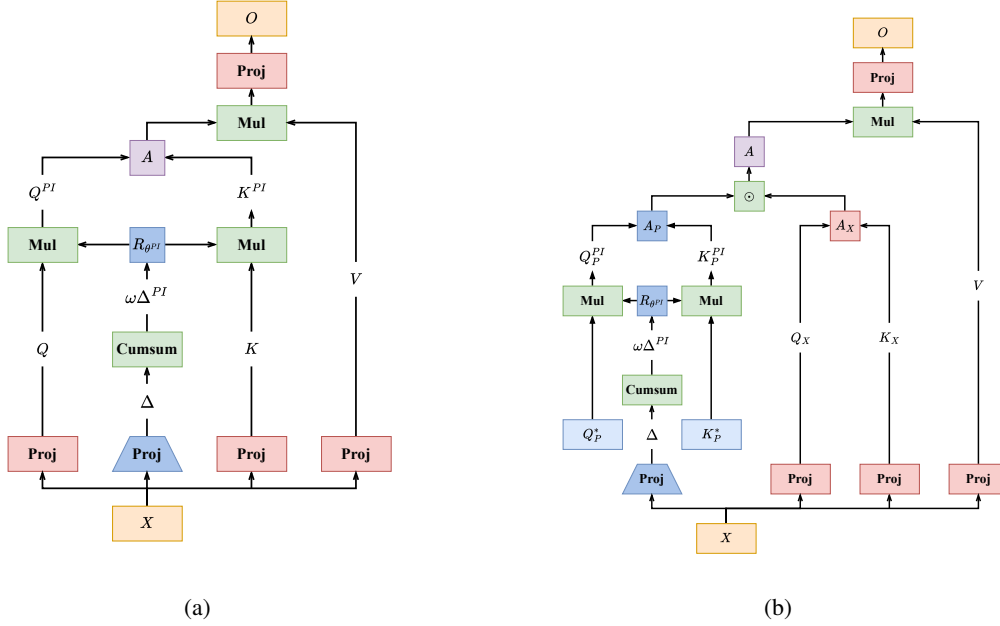 O
Proj
Mul
A
Q^{PI}
K^{PI}
Mul
R_{θ^{PI}}
Mul
V
ωΔ^{PI}
Q
Cumsum
K
Δ
Proj
Proj
Proj
Proj
X
(a)
O
Proj
Mul
A
⊙
A_P
A_X
Q_P^{PI}
K_P^{PI}
V
Mul
R_{θ^{PI}}
Mul
ωΔ^{PI}
Q_X
K_X
Cumsum
Q_P^*
Δ
K_P^*
Proj
Proj
Proj
Proj
X
(b)